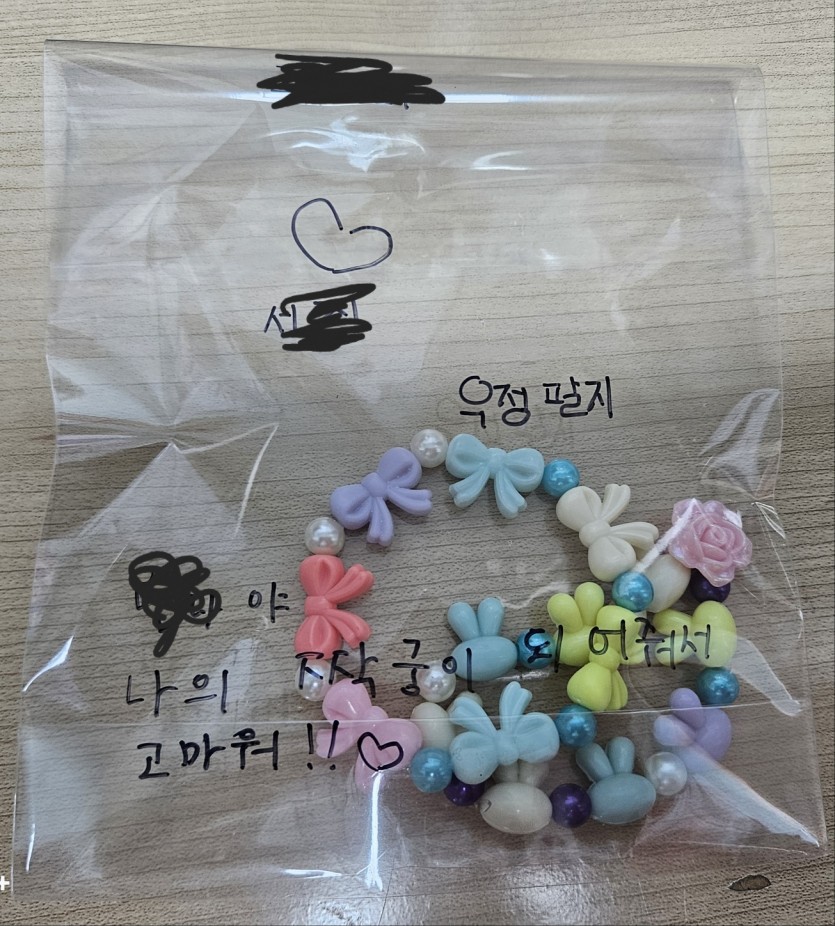 우정 팔지
야
나의 짝궁이 되어줘서
고마워!! ♡